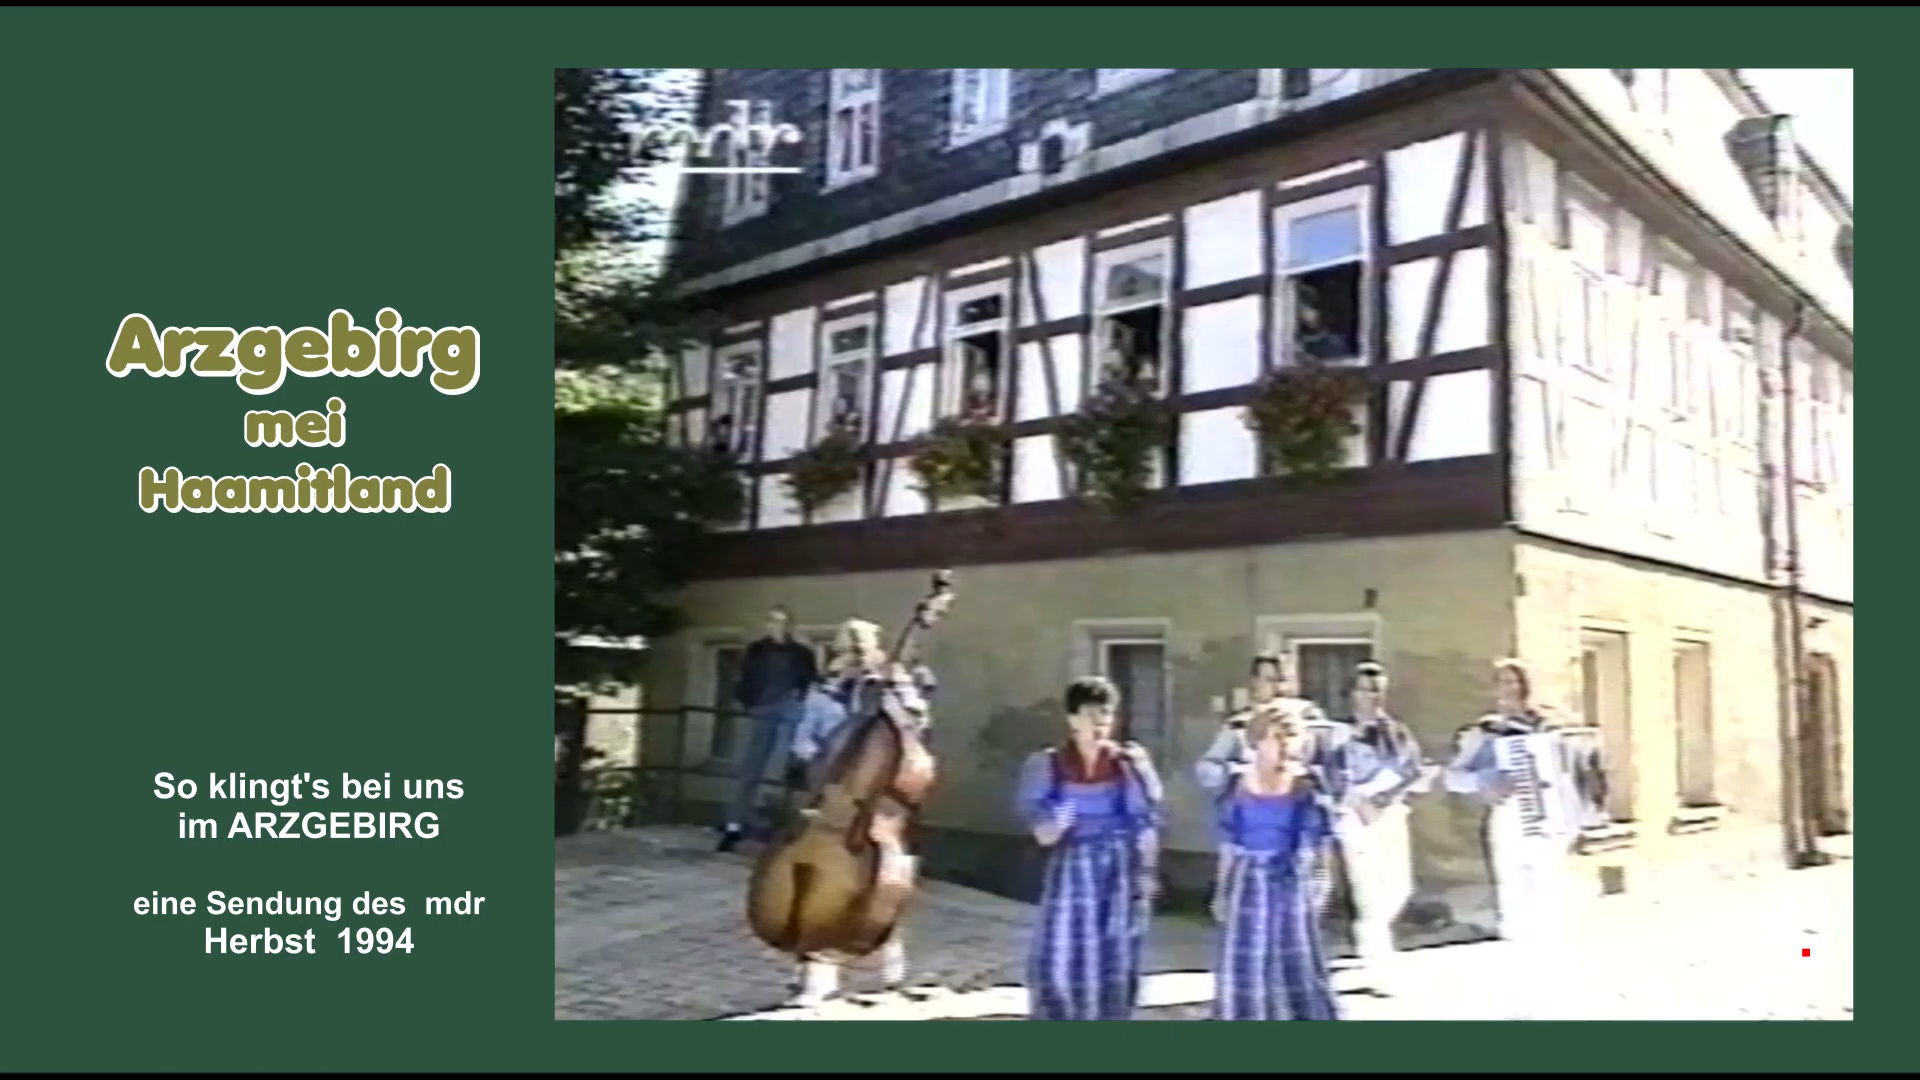 Arzgebirg
mei
Haamitland
So klingt's bei uns
im ARZGEBIRG
eine Sendung des mdr
Herbst 1994
mdr